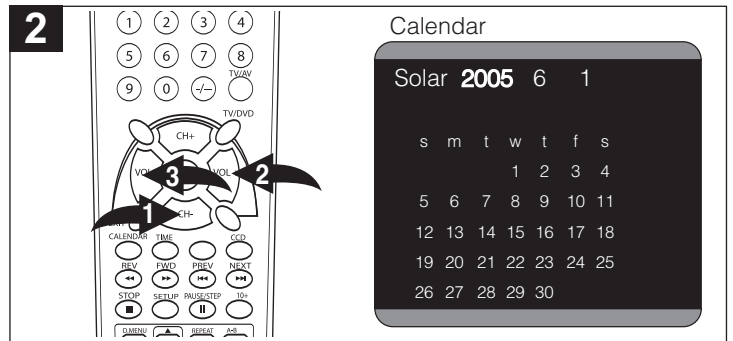 2
1 2 3 4
5 6 7 8
9 0 -/--
TV/AV
TV/DVD
CH+
VOL
3
VOL
2
1
CH-
CALENDAR TIME CCD
REV FWD PREV NEXT
STOP SETUP PAUSE/STEP 10+
D.MENU REPEAT A-B
Calendar
Solar 2005 6 1
s m t w t f s
1 2 3 4
5 6 7 8 9 10 11
12 13 14 15 16 17 18
19 20 21 22 23 24 25
26 27 28 29 30